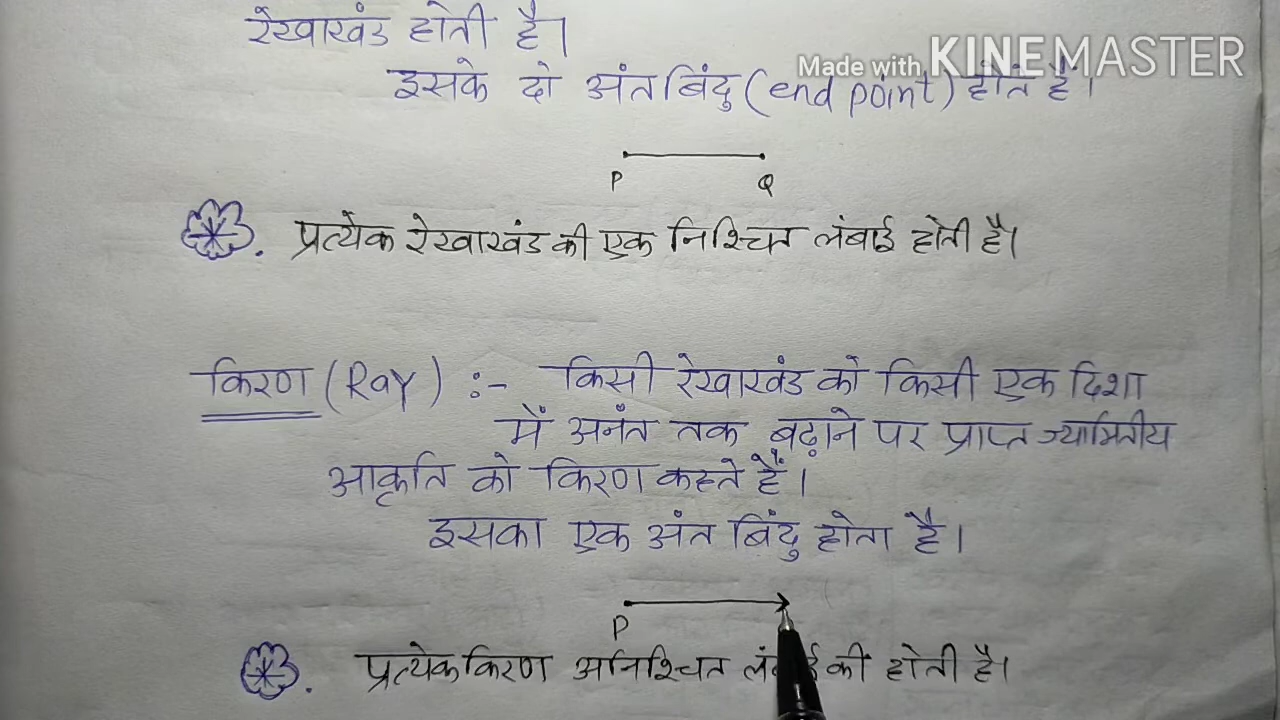 रेखाखंड होती है।
Made with KINEMASTER
इसके दो अंत बिंदु (end point) होते हैं।
P Q
प्रत्येक रेखाखंड की एक निश्चित लंबाई होती है।
किरण (Ray) :- किसी रेखाखंड को किसी एक दिशा
में अनंत तक बढ़ाने पर प्राप्त ज्यामितीय
आकृति को किरण कहते हैं।
इसका एक अंत बिंदु होता है।
P
प्रत्येक किरण अनिश्चित लंबाई की होती है।